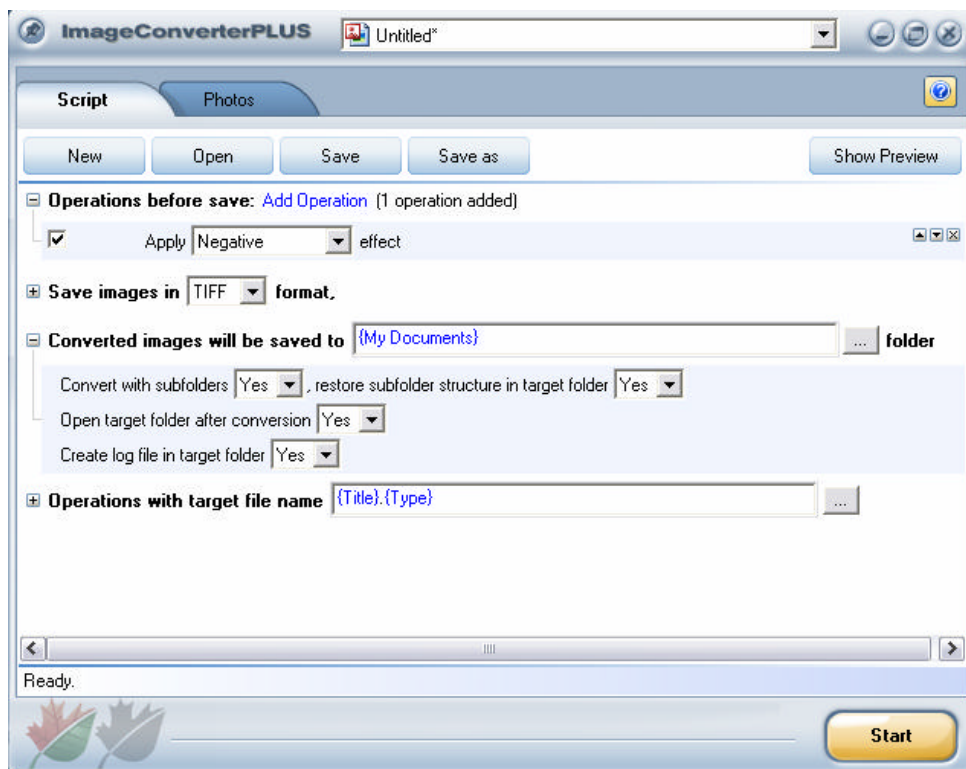 ImageConverterPLUS Untitled*
Script Photos
New Open Save Save as Show Preview
Operations before save: Add Operation (1 operation added)
Apply Negative effect
Save images in TIFF format,
Converted images will be saved to {My Documents} ... folder
Convert with subfolders Yes , restore subfolder structure in target folder Yes
Open target folder after conversion Yes
Create log file in target folder Yes
Operations with target file name {Title}.{Type} ...
Ready.
Start